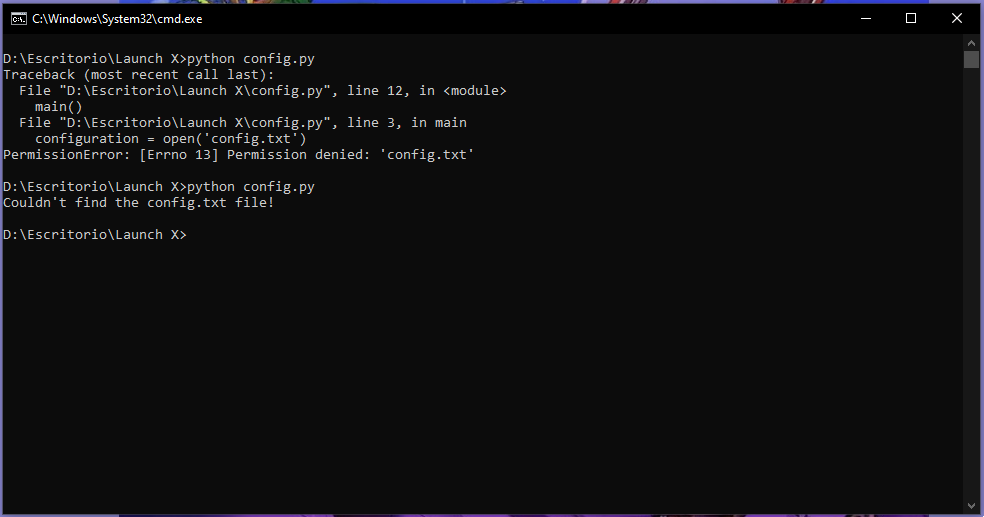 C:\Windows\System32\cmd.exe
D:\Escritorio\Launch X>python config.py
Traceback (most recent call last):
  File "D:\Escritorio\Launch X\config.py", line 12, in <module>
    main()
  File "D:\Escritorio\Launch X\config.py", line 3, in main
    configuration = open('config.txt')
PermissionError: [Errno 13] Permission denied: 'config.txt'
D:\Escritorio\Launch X>python config.py
Couldn't find the config.txt file!
D:\Escritorio\Launch X>